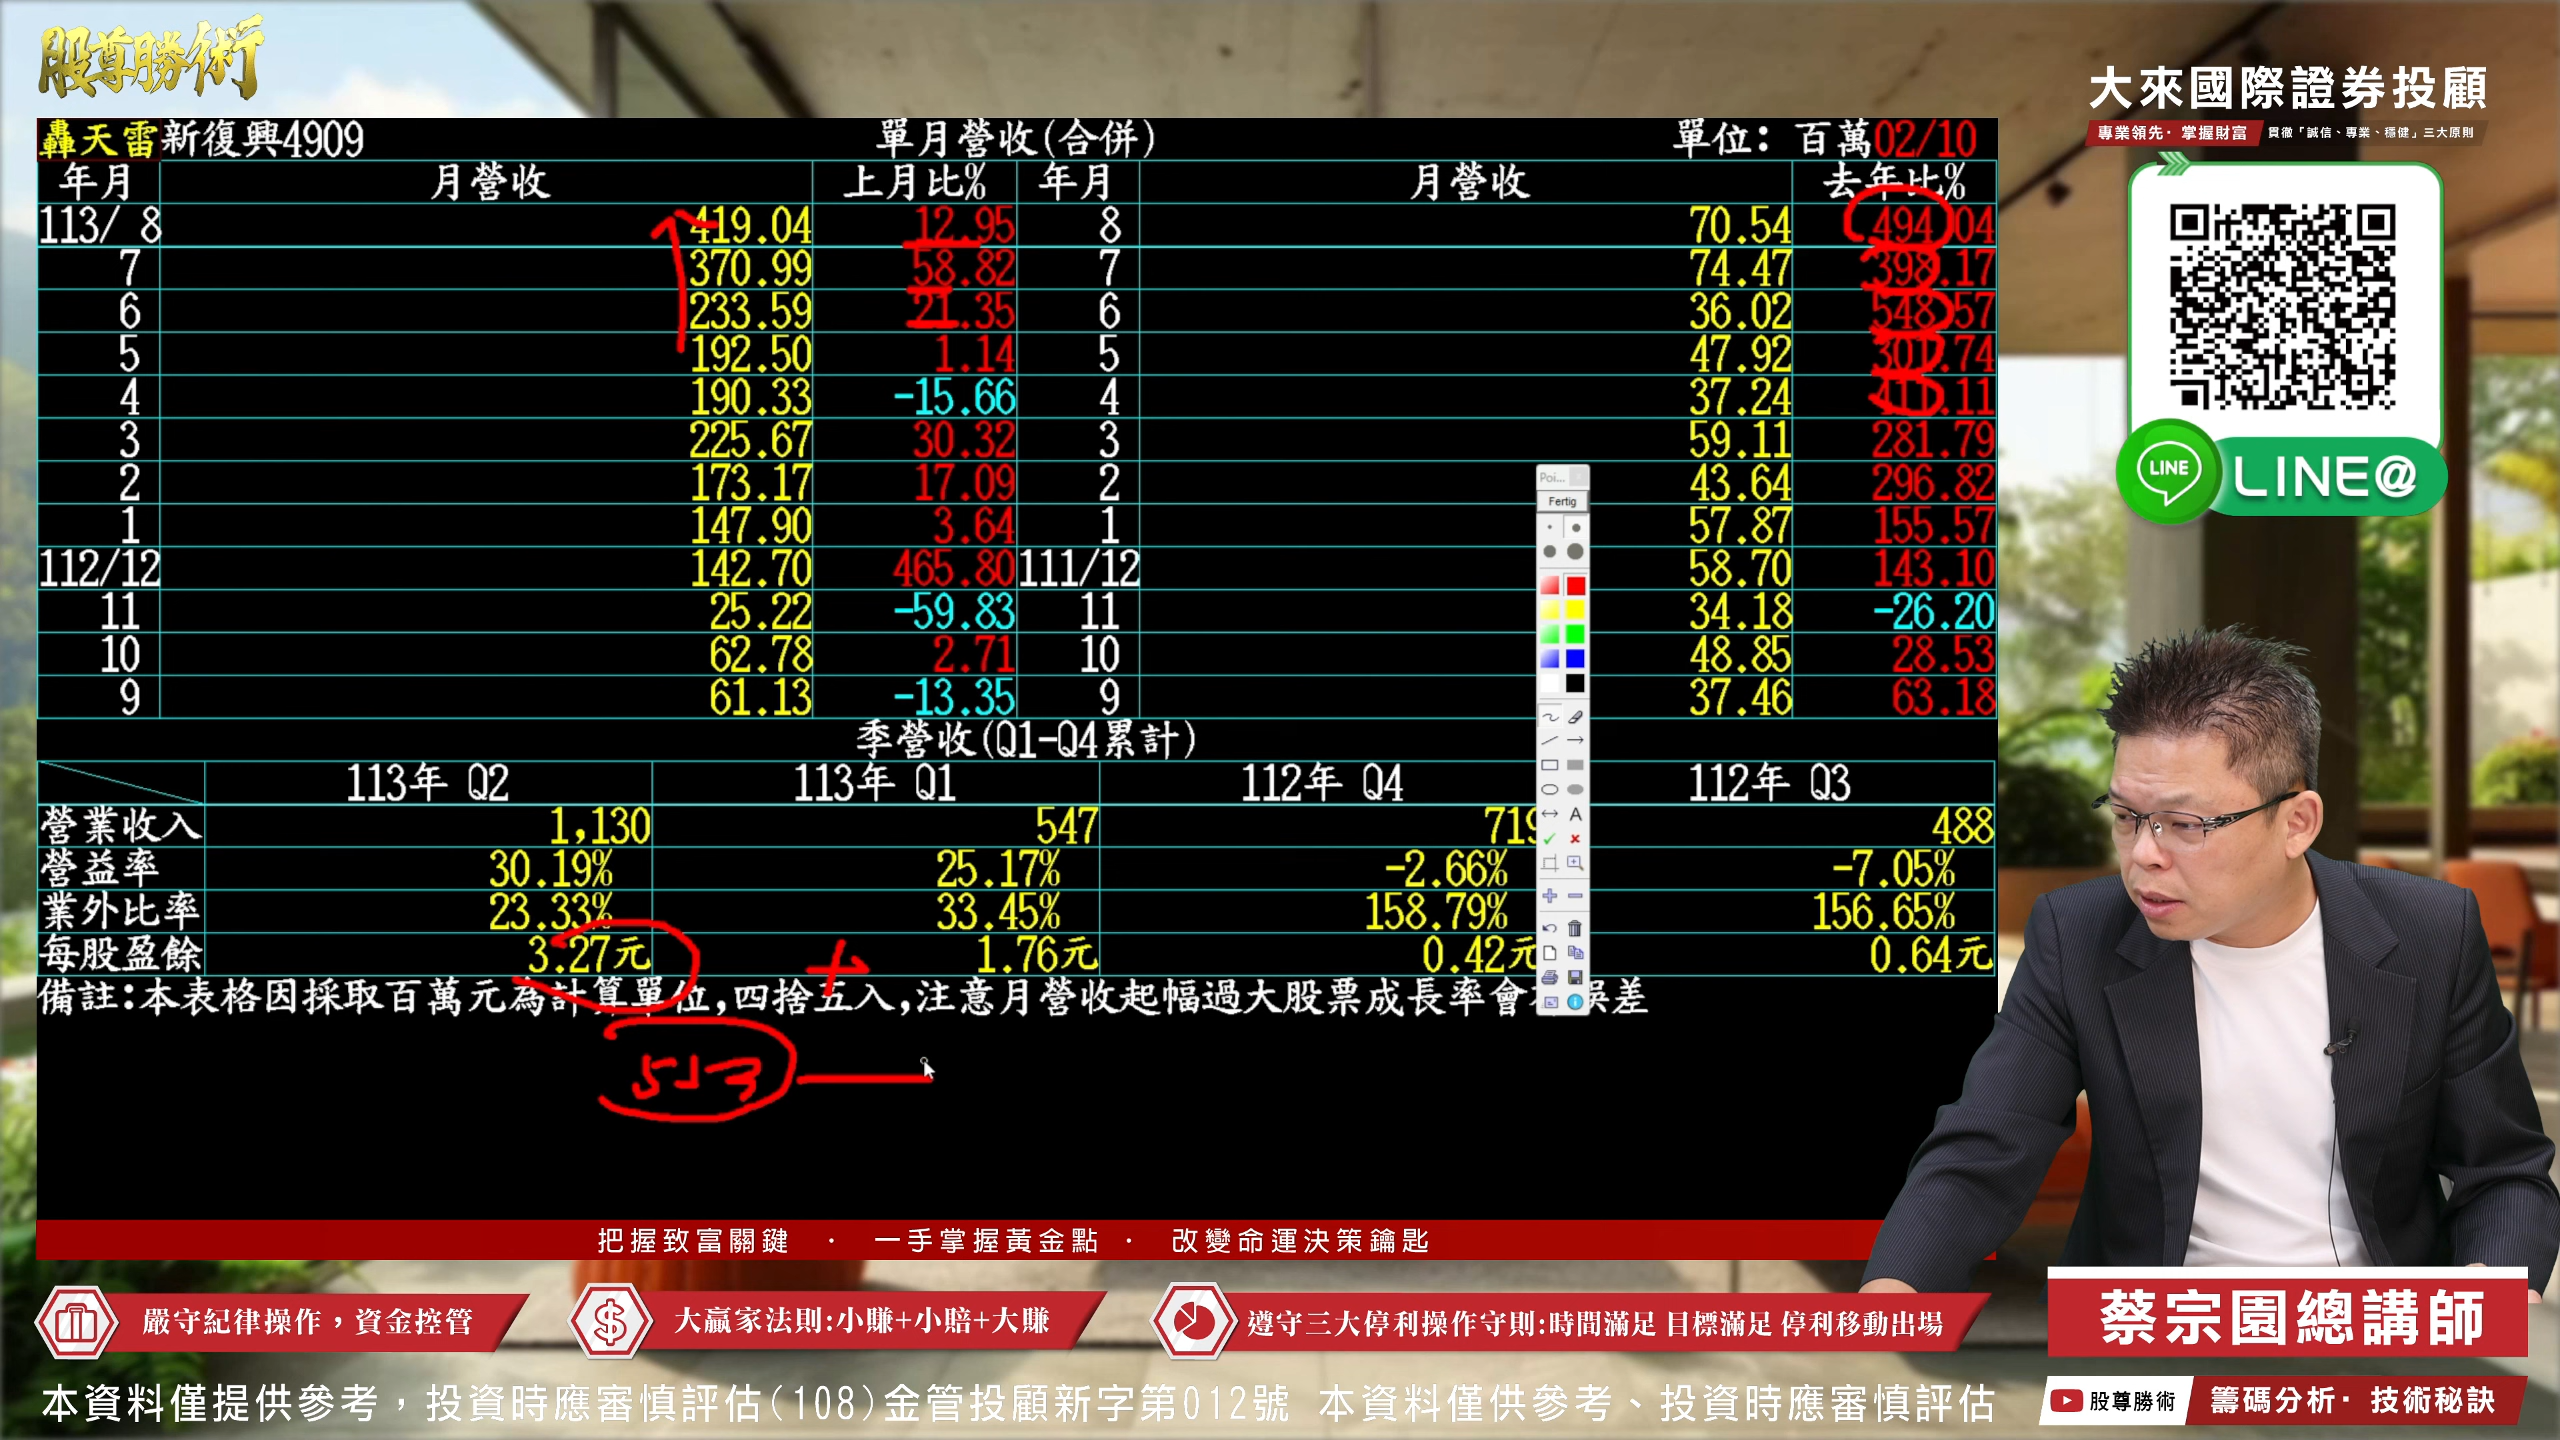 股尊勝術
大來國際證券投顧
專業領先·掌握財富 貫徹「誠信、專業、穩健」三大原則
轟天雷新復興4909 單月營收(合併) 單位: 百萬02/10
年月 月營收 上月比% 年月 月營收 去年比%
113/ 8 419.04 12.95 8 70.54 494.04
7 370.99 58.82 7 74.47 398.17
6 233.59 21.35 6 36.02 548.57
5 192.50 1.14 5 47.92 301.74
4 190.33 -15.66 4 37.24 411.11
3 225.67 30.32 3 59.11 281.79
2 173.17 17.09 2 43.64 296.82
1 147.90 3.64 1 57.87 155.57
112/12 142.70 465.80 111/12 58.70 143.10
11 25.22 -59.83 11 34.18 -26.20
10 62.78 2.71 10 48.85 28.53
9 61.13 -13.35 9 37.46 63.18
LINE
LINE@
Poi...
Fertig
A
季營收(Q1-Q4累計)
113年 Q2 113年 Q1 112年 Q4 112年 Q3
營業收入 1,130 547 719 488
營益率 30.19% 25.17% -2.66% -7.05%
業外比率 23.33% 33.45% 158.79% 156.65%
每股盈餘 3.27元 1.76元 0.42元 0.64元
備註:本表格因採取百萬元為計算單位,四捨五入,注意月營收起幅過大股票成長率會 誤差
把握致富關鍵 · 一手掌握黃金點 · 改變命運決策鑰匙
嚴守紀律操作，資金控管
大贏家法則:小賺+小賠+大賺
遵守三大停利操作守則:時間滿足 目標滿足 停利移動出場
蔡宗園總講師
股尊勝術 籌碼分析· 技術秘訣
本資料僅提供參考，投資時應審慎評估(108)金管投顧新字第012號 本資料僅供參考、投資時應審慎評估